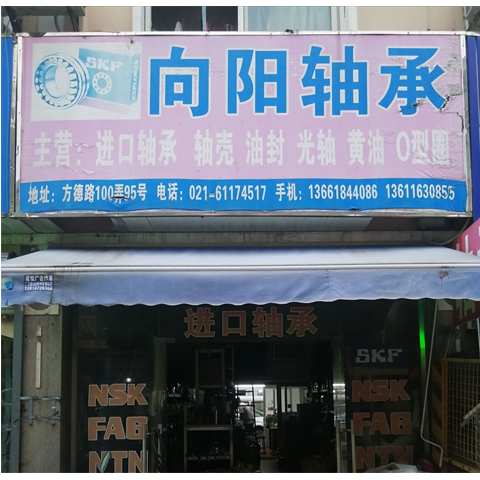 SKF
向阳轴承
主营：进口轴承 轴壳 油封 光轴 黄油 O型圈
地址：方德路100弄95号 电话：021-61174517 手机：13661844086 13611630855
进口轴承
SKF
NSK
FAG
NTN
NSK
FAG
NTN